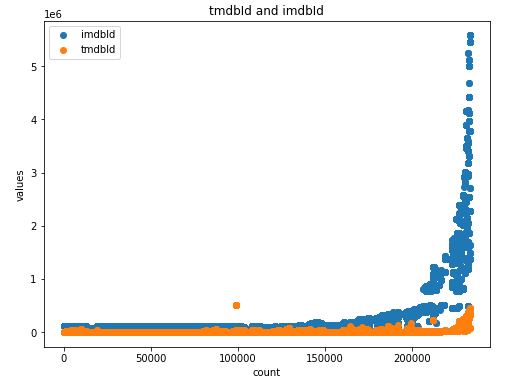 tmdbId and imdbId
1e6
imdbId
tmdbId
5
4
3
2
1
0
values
0 50000 100000 150000 200000
count